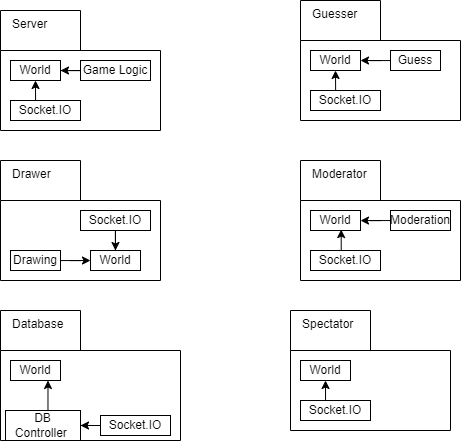 Server
World
Game Logic
Socket.IO
Guesser
World
Guess
Socket.IO
Drawer
Socket.IO
Drawing
World
Moderator
World
Moderation
Socket.IO
Database
World
DB
Controller
Socket.IO
Spectator
World
Socket.IO